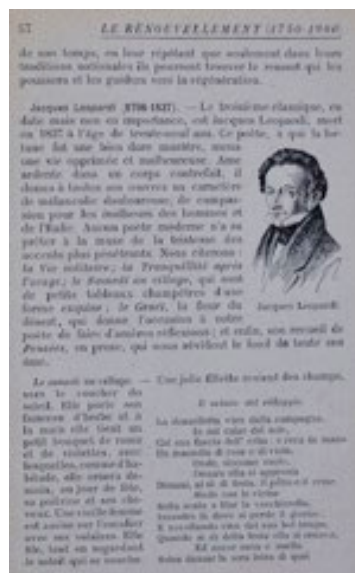 57 LE RENOUVELLEMENT (1750-1900)
de son temps, en leur répétant que seulement dans leurs
traditions nationales ils pourront trouver le ressort qui les
poussera et les guidera vers la régénération.
Jacques Leopardi (1798-1837). — Le troisième classique, en
date mais non en importance, est Jacques Leopardi, mort
en 1837 à l'âge de trente-neuf ans. Ce poète, à qui la for-
tune fut une bien dure marâtre, mena
une vie opprimée et malheureuse. Ame
ardente dans un corps contrefait, il
donna à toutes ses œuvres un caractère
de mélancolie douloureuse, de compas-
sion pour les malheurs des hommes et
de l'Italie. Aucun poète moderne n'a su
prêter à la muse de la tristesse des
accents plus pénétrants. Nous citerons :
la Vie solitaire; la Tranquillité après
l'orage; le Samedi au village, qui sont
de petits tableaux champêtres d'une
forme exquise; le Genêt, la fleur du
désert, qui donne l'occasion à notre
poète de faire d'amères réflexions; et enfin, son recueil de
Pensées, en prose, qui nous révèlent le fond de toute son
âme.
Jacques Leopardi.
Le samedi au village. — Une jolie fillette revient des champs,
vers le coucher du
soleil. Elle porte son
faisceau d'herbe et à
la main elle tient un
petit bouquet de roses
et de violettes, avec
lesquelles, comme d'ha-
bitude, elle ornera de-
main, au jour de fête,
sa poitrine et ses che-
veux. Une vieille femme
est assise sur l'escalier
avec ses voisines. Elle
file, tout en regardant
le soleil qui se couche
Il sabato del villaggio.
La donzelletta vien dalla campagna,
In sul calar del sole,
Col suo fascio dell' erba; e reca in mano
Un mazzolin di rose e di viole,
Onde, siccome suole,
Ornare ella si appresta
Dimani, al dì di festa, il petto e il crine.
Siede con le vicine
Sulla scala a filar la vecchierella,
Incontro là dove si perde il giorno;
E novellando vien del suo buon tempo,
Quando ai dì della festa ella si ornava,
Ed ancor sana e snella
Solea danzar la sera intra di quei